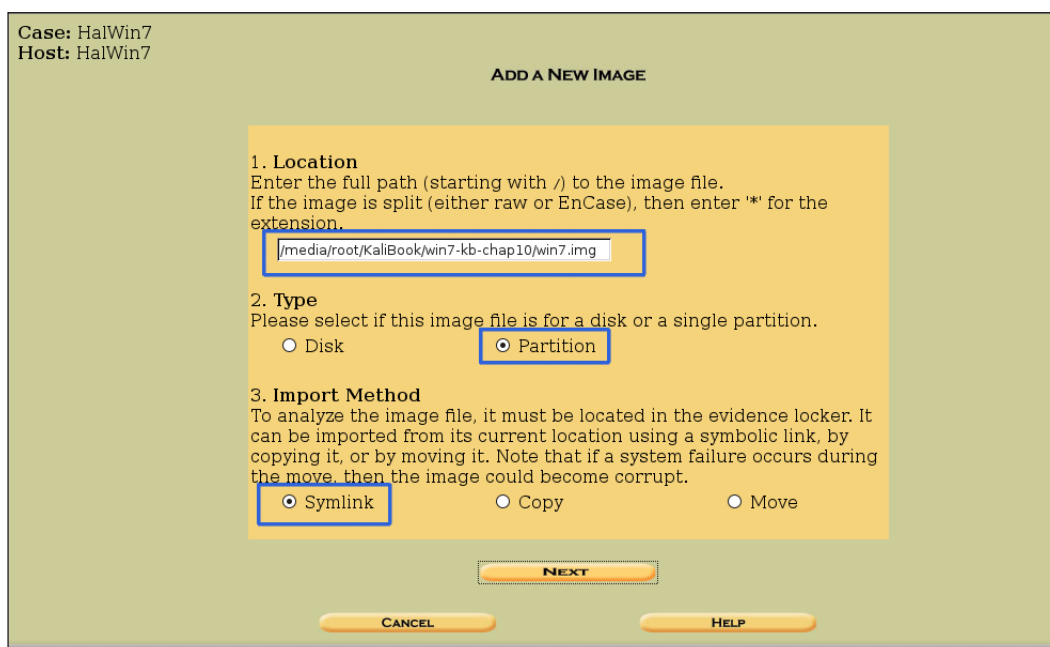 Case: HalWin7
Host: HalWin7
ADD A NEW IMAGE
1. Location
Enter the full path (starting with /) to the image file.
If the image is split (either raw or EnCase), then enter '*' for the
extension.
/media/root/KaliBook/win7-kb-chap10/win7.img
2. Type
Please select if this image file is for a disk or a single partition.
Disk Partition
3. Import Method
To analyze the image file, it must be located in the evidence locker. It
can be imported from its current location using a symbolic link, by
copying it, or by moving it. Note that if a system failure occurs during
the move, then the image could become corrupt.
Symlink Copy Move
NEXT
CANCEL HELP